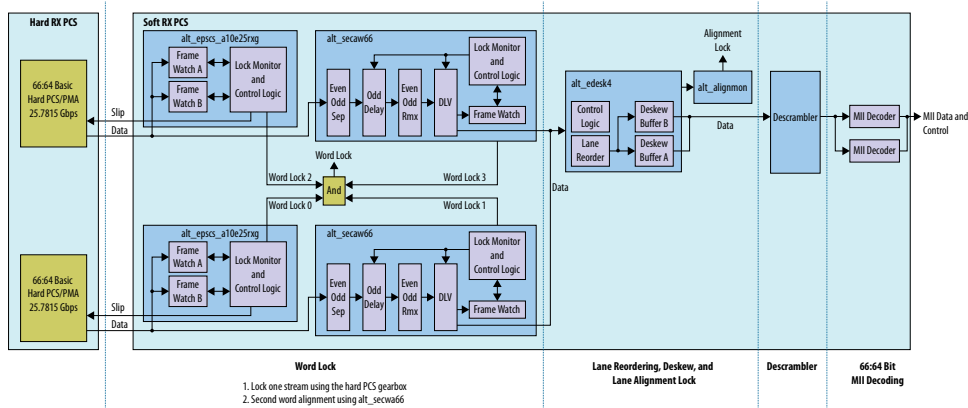 Hard RX PCS
Soft RX PCS
66:64 Basic
Hard PCS/PMA
25.7815 Gbps
Slip
Data
alt_epscs_a10e25rxg
Frame
Watch A
Frame
Watch B
Lock Monitor
and
Control Logic
alt_secaw66
Even
Odd
Sep
Odd
Delay
Even
Odd
Rmx
DLV
Lock Monitor
and
Control Logic
Frame Watch
Word Lock
And
Word Lock 2
Word Lock 3
Word Lock 0
Word Lock 1
66:64 Basic
Hard PCS/PMA
25.7815 Gbps
Slip
Data
alt_epscs_a10e25rxg
Frame
Watch A
Frame
Watch B
Lock Monitor
and
Control Logic
alt_secaw66
Even
Odd
Sep
Odd
Delay
Even
Odd
Rmx
DLV
Lock Monitor
and
Control Logic
Frame Watch
Data
alt_edesk4
Control
Logic
Lane
Reorder
Deskew
Buffer B
Deskew
Buffer A
Alignment
Lock
alt_alignmon
Data
Descrambler
MII Decoder
MII Decoder
MII Data and
Control
Word Lock
1. Lock one stream using the hard PCS gearbox
2. Second word alignment using alt_secwa66
Lane Reordering, Deskew, and
Lane Alignment Lock
Descrambler
66:64 Bit
MII Decoding